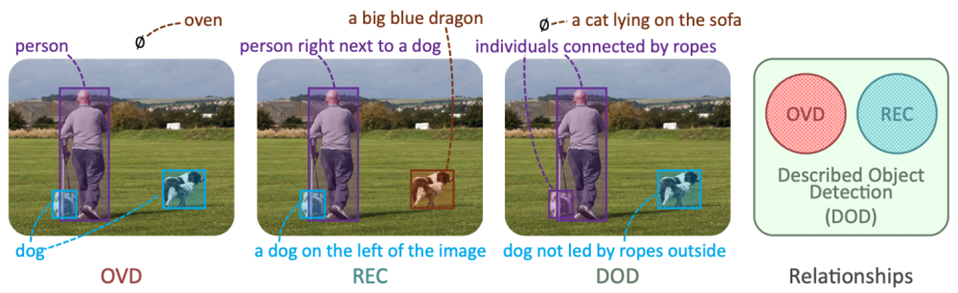 ∅ oven
person
dog
OVD
a big blue dragon
person right next to a dog
a dog on the left of the image
REC
∅ a cat lying on the sofa
individuals connected by ropes
dog not led by ropes outside
DOD
OVD
REC
Described Object
Detection
(DOD)
Relationships